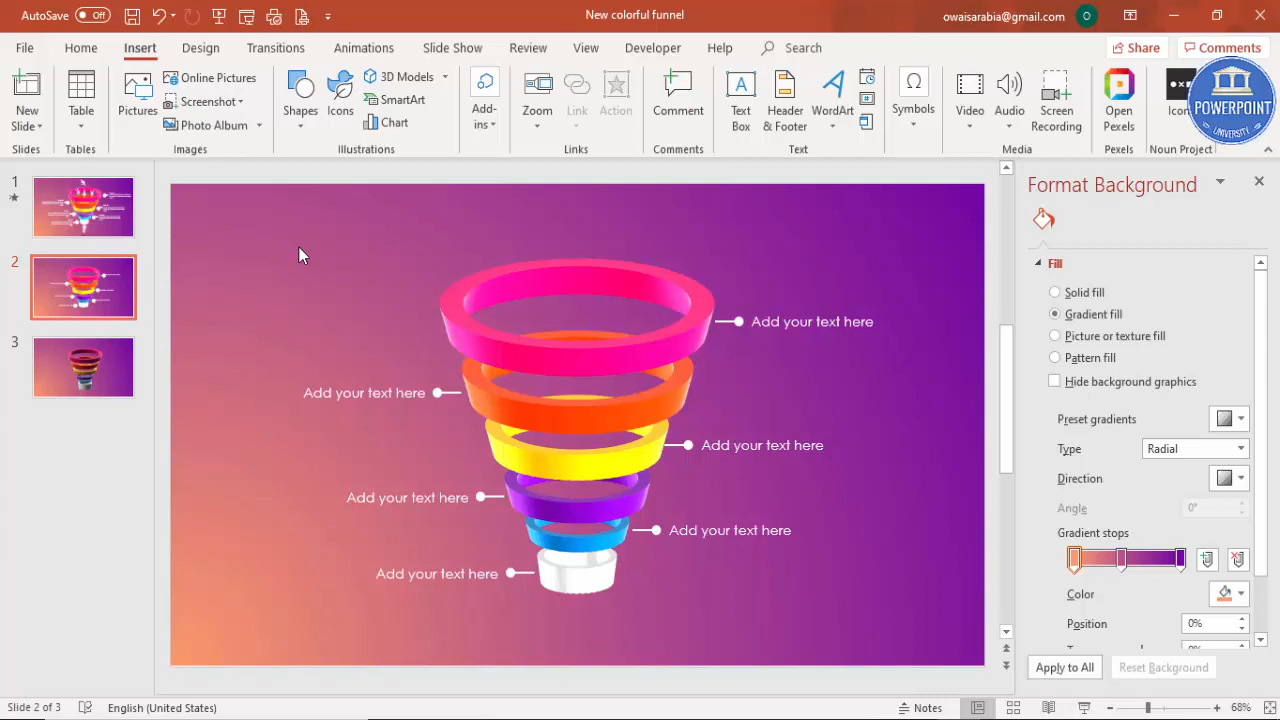 AutoSave Off
New colorful funnel
owaisarabia@gmail.com
O
File Home Insert Design Transitions Animations Slide Show Review View Developer Help Search Share Comments
New
Slide
Table
Pictures
Online Pictures
Screenshot
Photo Album
Shapes
Icons
3D Models
SmartArt
Chart
Add-
ins
Zoom
Link
Action
Comment
Text
Box
Header
& Footer
WordArt
Symbols
Video
Audio
Screen
Recording
Open
Pexels
Icon
POWERPOINT
UNIVERSITY
Slides Tables Images Illustrations Links Comments Text Media Pexels Noun Project
1
2
3
Add your text here
Add your text here
Add your text here
Add your text here
Add your text here
Add your text here
Format Background
Fill
Solid fill
Gradient fill
Picture or texture fill
Pattern fill
Hide background graphics
Preset gradients
Type Radial
Direction
Angle 0°
Gradient stops
Color
Position 0%
Apply to All Reset Background
Slide 2 of 3 English (United States) Notes 68%